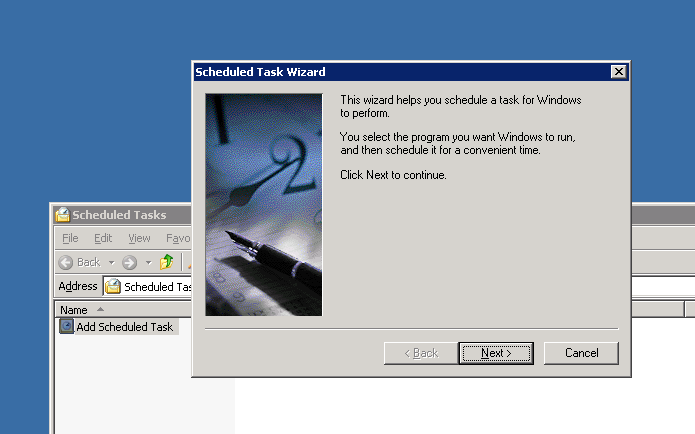 Scheduled Task Wizard
This wizard helps you schedule a task for Windows
to perform.
You select the program you want Windows to run,
and then schedule it for a convenient time.
Click Next to continue.
2
< Back
Next >
Cancel
Scheduled Tasks
File Edit View Favo
Back
Address Scheduled Tas
Name
Add Scheduled Task